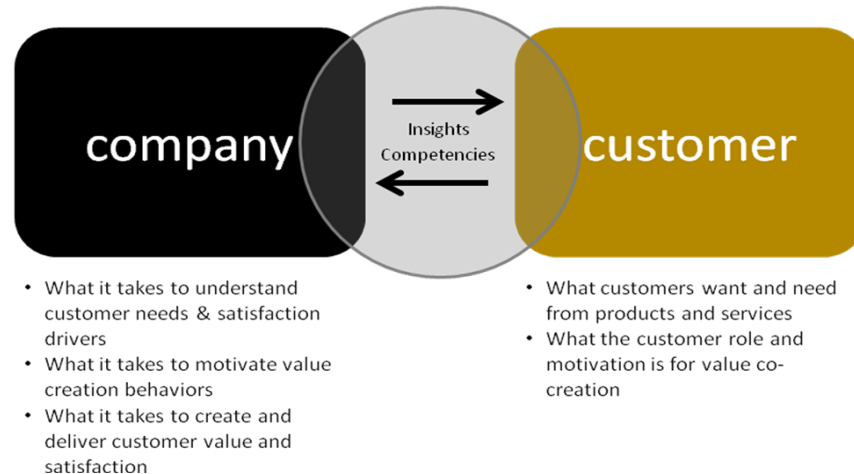 company
Insights
Competencies
customer
• What it takes to understand
customer needs & satisfaction
drivers
• What it takes to motivate value
creation behaviors
• What it takes to create and
deliver customer value and
satisfaction
• What customers want and need
from products and services
• What the customer role and
motivation is for value co-
creation